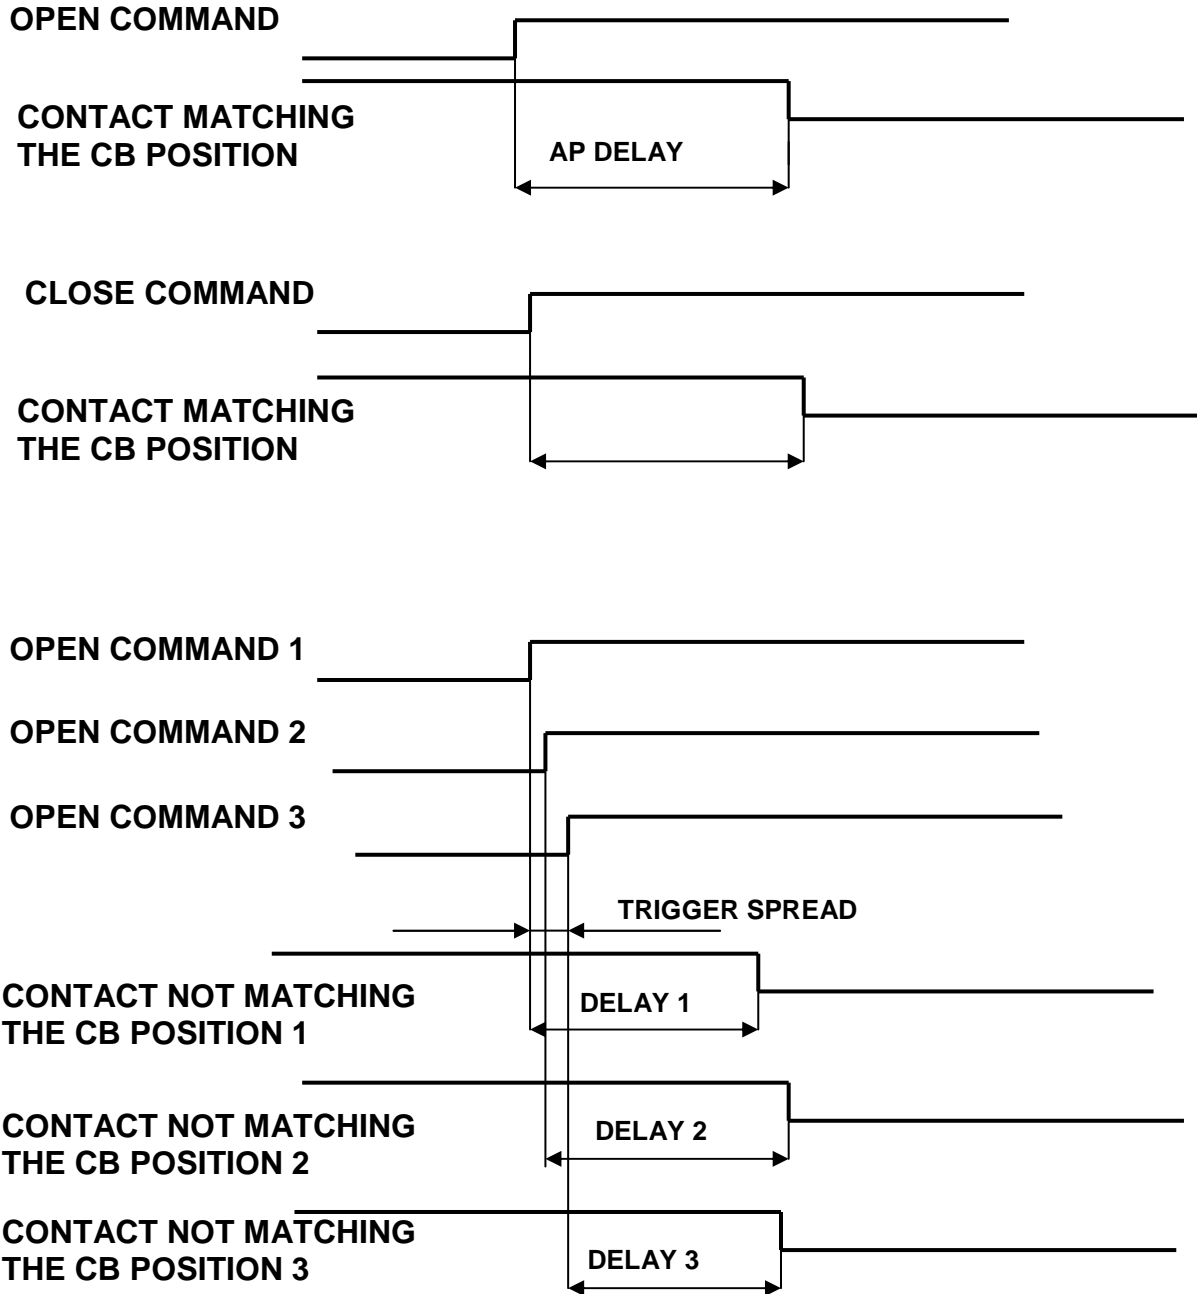 OPEN COMMAND
CONTACT MATCHING
THE CB POSITION
AP DELAY
CLOSE COMMAND
CONTACT MATCHING
THE CB POSITION
OPEN COMMAND 1
OPEN COMMAND 2
OPEN COMMAND 3
TRIGGER SPREAD
CONTACT NOT MATCHING
THE CB POSITION 1
DELAY 1
CONTACT NOT MATCHING
THE CB POSITION 2
DELAY 2
CONTACT NOT MATCHING
THE CB POSITION 3
DELAY 3